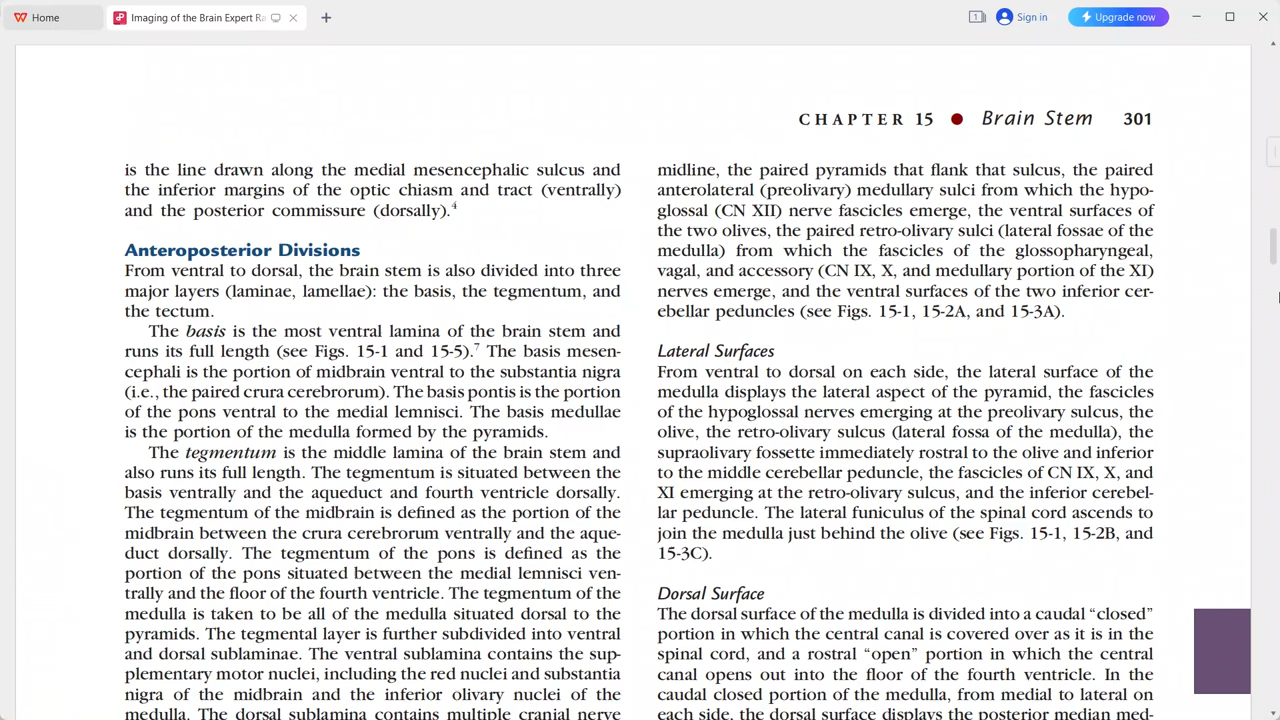 Home
Imaging of the Brain Expert Ra
Sign in
Upgrade now
CHAPTER 15 ● Brain Stem 301
is the line drawn along the medial mesencephalic sulcus and
the inferior margins of the optic chiasm and tract (ventrally)
and the posterior commissure (dorsally).4
Anteroposterior Divisions
From ventral to dorsal, the brain stem is also divided into three
major layers (laminae, lamellae): the basis, the tegmentum, and
the tectum.
The basis is the most ventral lamina of the brain stem and
runs its full length (see Figs. 15-1 and 15-5).7 The basis mesen-
cephali is the portion of midbrain ventral to the substantia nigra
(i.e., the paired crura cerebrorum). The basis pontis is the portion
of the pons ventral to the medial lemnisci. The basis medullae
is the portion of the medulla formed by the pyramids.
The tegmentum is the middle lamina of the brain stem and
also runs its full length. The tegmentum is situated between the
basis ventrally and the aqueduct and fourth ventricle dorsally.
The tegmentum of the midbrain is defined as the portion of the
midbrain between the crura cerebrorum ventrally and the aque-
duct dorsally. The tegmentum of the pons is defined as the
portion of the pons situated between the medial lemnisci ven-
trally and the floor of the fourth ventricle. The tegmentum of the
medulla is taken to be all of the medulla situated dorsal to the
pyramids. The tegmental layer is further subdivided into ventral
and dorsal sublaminae. The ventral sublamina contains the sup-
plementary motor nuclei, including the red nuclei and substantia
nigra of the midbrain and the inferior olivary nuclei of the
medulla. The dorsal sublamina contains multiple cranial nerve
midline, the paired pyramids that flank that sulcus, the paired
anterolateral (preolivary) medullary sulci from which the hypo-
glossal (CN XII) nerve fascicles emerge, the ventral surfaces of
the two olives, the paired retro-olivary sulci (lateral fossae of the
medulla) from which the fascicles of the glossopharyngeal,
vagal, and accessory (CN IX, X, and medullary portion of the XI)
nerves emerge, and the ventral surfaces of the two inferior cer-
ebellar peduncles (see Figs. 15-1, 15-2A, and 15-3A).
Lateral Surfaces
From ventral to dorsal on each side, the lateral surface of the
medulla displays the lateral aspect of the pyramid, the fascicles
of the hypoglossal nerves emerging at the preolivary sulcus, the
olive, the retro-olivary sulcus (lateral fossa of the medulla), the
supraolivary fossette immediately rostral to the olive and inferior
to the middle cerebellar peduncle, the fascicles of CN IX, X, and
XI emerging at the retro-olivary sulcus, and the inferior cerebel-
lar peduncle. The lateral funiculus of the spinal cord ascends to
join the medulla just behind the olive (see Figs. 15-1, 15-2B, and
15-3C).
Dorsal Surface
The dorsal surface of the medulla is divided into a caudal “closed”
portion in which the central canal is covered over as it is in the
spinal cord, and a rostral “open” portion in which the central
canal opens out into the floor of the fourth ventricle. In the
caudal closed portion of the medulla, from medial to lateral on
each side, the dorsal surface displays the posterior median med-